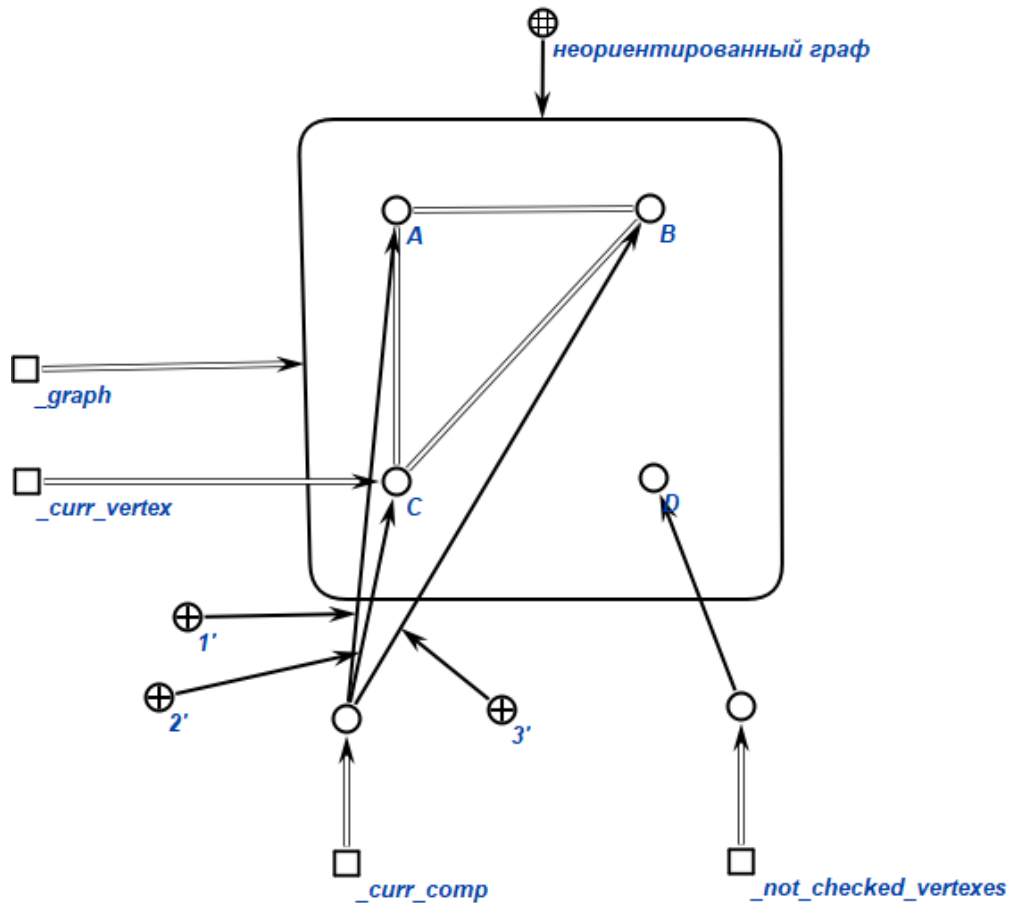 неориентированный граф
A
B
_graph
_curr_vertex
C
D
1'
2'
3'
_curr_comp
_not_checked_vertexes